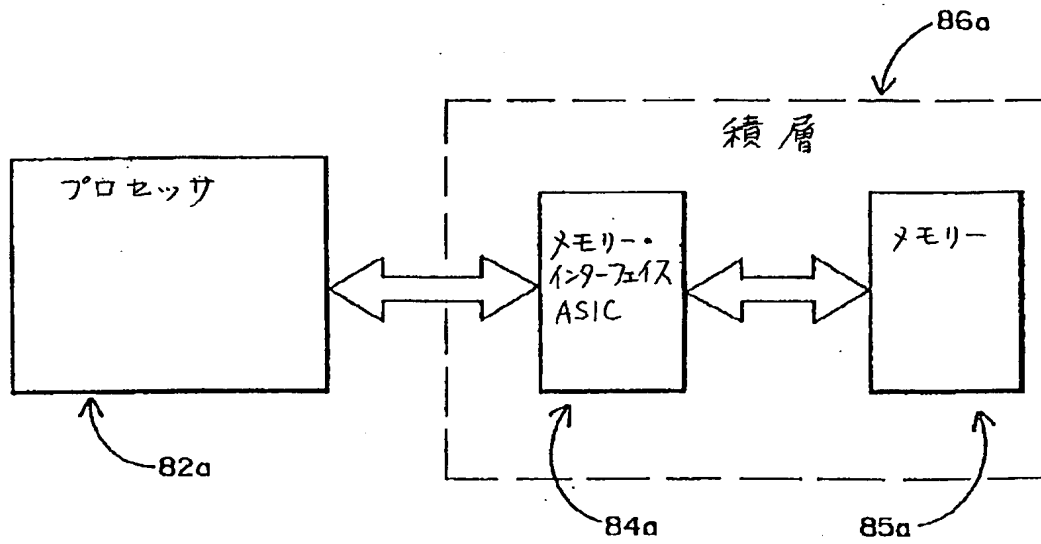 86a
積層
プロセッサ
メモリー・
インターフェイス
ASIC
メモリー
82a
84a
85a